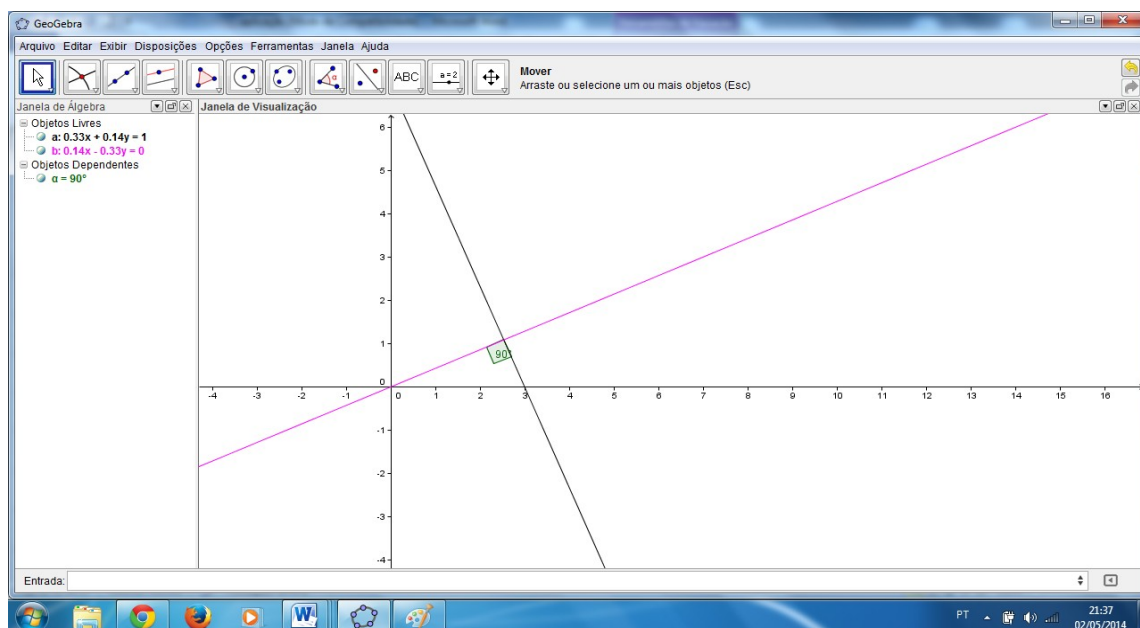 GeoGebra
Arquivo Editar Exibir Disposições Opções Ferramentas Janela Ajuda
ABC
a=2
Mover
Arraste ou selecione um ou mais objetos (Esc)
Janela de Álgebra
Janela de Visualização
Objetos Livres
a: 0.33x + 0.14y = 1
b: 0.14x - 0.33y = 0
Objetos Dependentes
α = 90º
6
5
4
3
2
1
0
-1
-2
-3
-4
90º
-4 -3 -2 -1 0 1 2 3 4 5 6 7 8 9 10 11 12 13 14 15 16
Entrada:
PT
21:37
02/05/2014